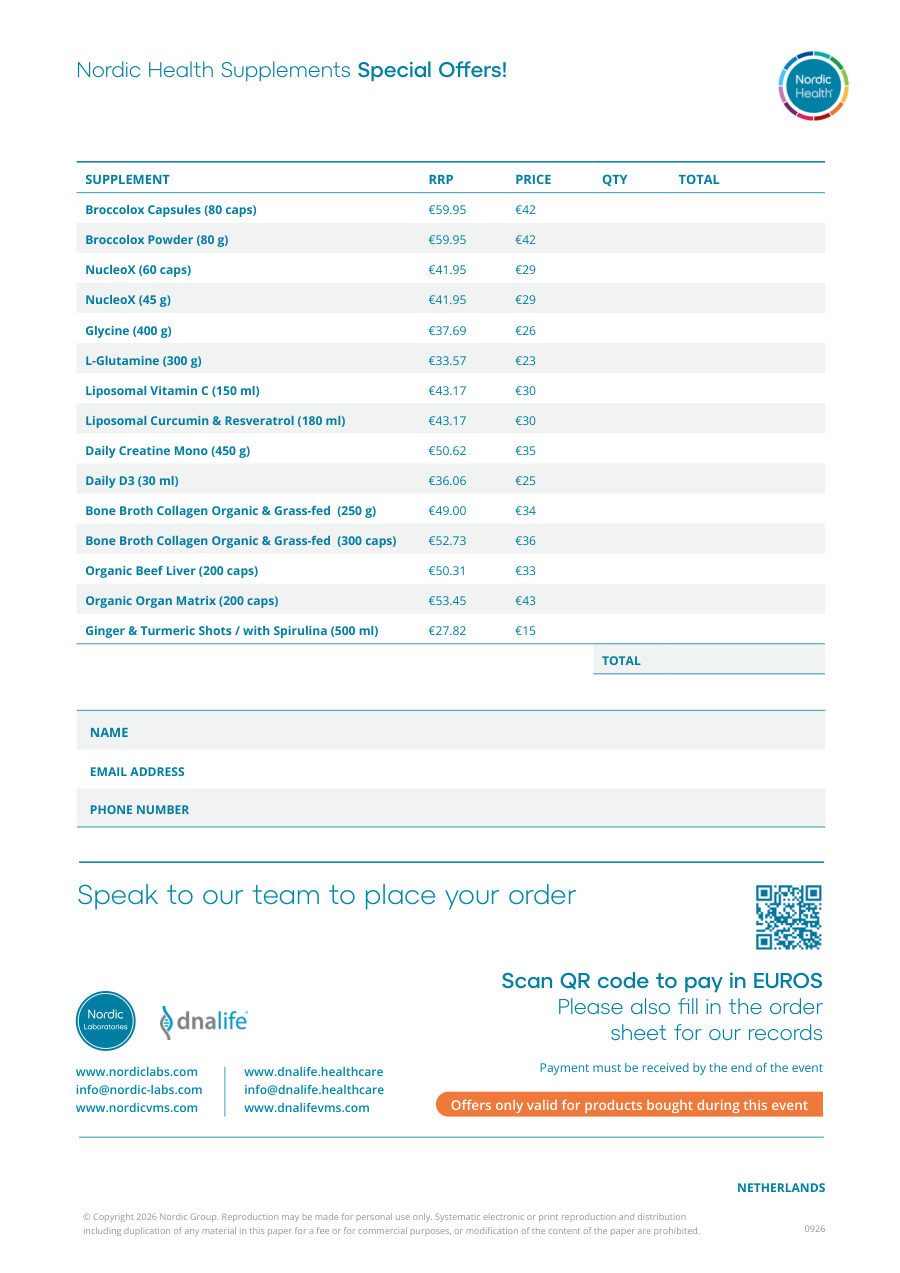 Nordic Health Supplements Special Offers!
Nordic
Health
SUPPLEMENT RRP PRICE QTY TOTAL
Broccolox Capsules (80 caps) €59.95 €42
Broccolox Powder (80 g) €59.95 €42
NucleoX (60 caps) €41.95 €29
NucleoX (45 g) €41.95 €29
Glycine (400 g) €37.69 €26
L-Glutamine (300 g) €33.57 €23
Liposomal Vitamin C (150 ml) €43.17 €30
Liposomal Curcumin & Resveratrol (180 ml) €43.17 €30
Daily Creatine Mono (450 g) €50.62 €35
Daily D3 (30 ml) €36.06 €25
Bone Broth Collagen Organic & Grass-fed (250 g) €49.00 €34
Bone Broth Collagen Organic & Grass-fed (300 caps) €52.73 €36
Organic Beef Liver (200 caps) €50.31 €33
Organic Organ Matrix (200 caps) €53.45 €43
Ginger & Turmeric Shots / with Spirulina (500 ml) €27.82 €15
TOTAL
NAME
EMAIL ADDRESS
PHONE NUMBER
Speak to our team to place your order
Scan QR code to pay in EUROS
Please also fill in the order
sheet for our records
Payment must be received by the end of the event
Offers only valid for products bought during this event
Nordic
Laboratories
dnalife
www.nordiclabs.com
info@nordic-labs.com
www.nordicvms.com
www.dnalife.healthcare
info@dnalife.healthcare
www.dnalifevms.com
NETHERLANDS
© Copyright 2026 Nordic Group. Reproduction may be made for personal use only. Systematic electronic or print reproduction and distribution
including duplication of any material in this paper for a fee or for commercial purposes, or modification of the content of the paper are prohibited.
0926